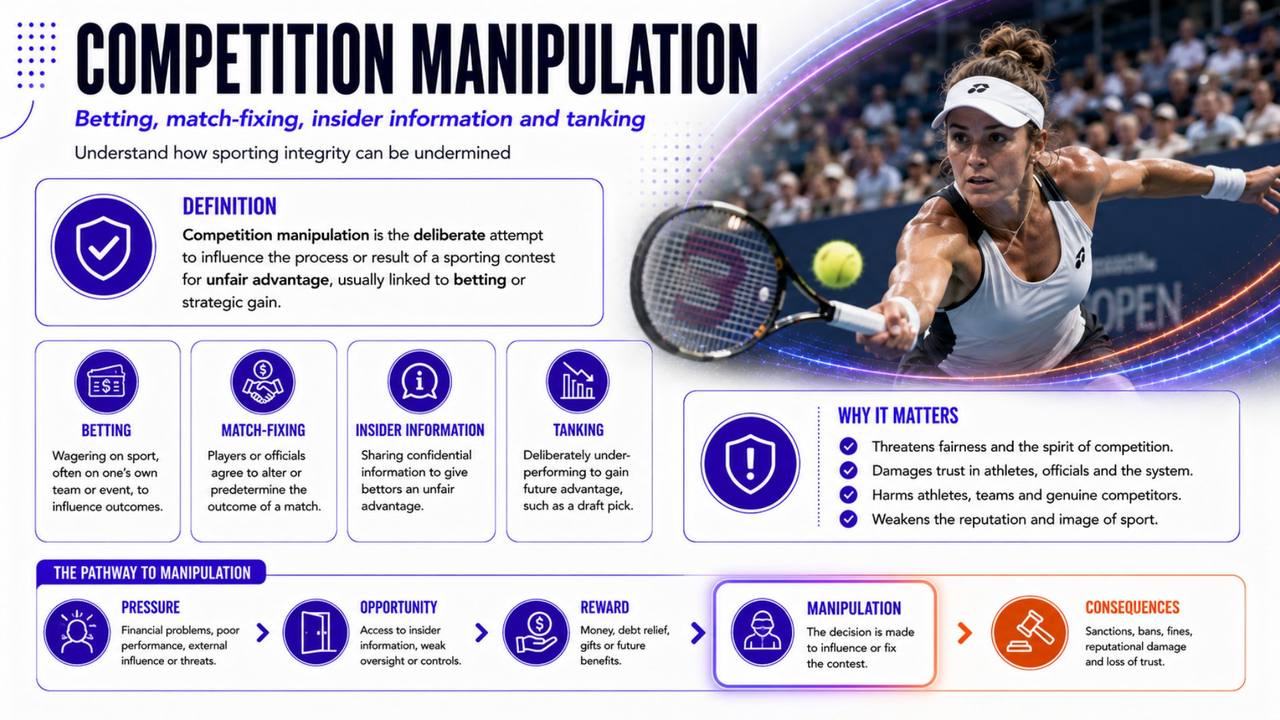 COMPETITION MANIPULATION
Betting, match-fixing, insider information and tanking
Understand how sporting integrity can be undermined
DEFINITION
Competition manipulation is the deliberate attempt
to influence the process or result of a sporting contest
for unfair advantage, usually linked to betting or
strategic gain.
BETTING
Wagering on sport,
often on one's own
team or event, to
influence outcomes.
MATCH-FIXING
Players or officials
agree to alter or
predetermine the
outcome of a match.
INSIDER INFORMATION
Sharing confidential
information to give
bettors an unfair
advantage.
TANKING
Deliberately under-
performing to gain
future advantage,
such as a draft pick.
OPEN
WHY IT MATTERS
Threatens fairness and the spirit of competition.
Damages trust in athletes, officials and the system.
Harms athletes, teams and genuine competitors.
Weakens the reputation and image of sport.
THE PATHWAY TO MANIPULATION
PRESSURE
Financial problems, poor
performance, external
influence or threats.
OPPORTUNITY
Access to insider
information, weak
oversight or controls.
REWARD
Money, debt relief,
gifts or future
benefits.
MANIPULATION
The decision is made
to influence or fix
the contest.
CONSEQUENCES
Sanctions, bans, fines,
reputational damage
and loss of trust.